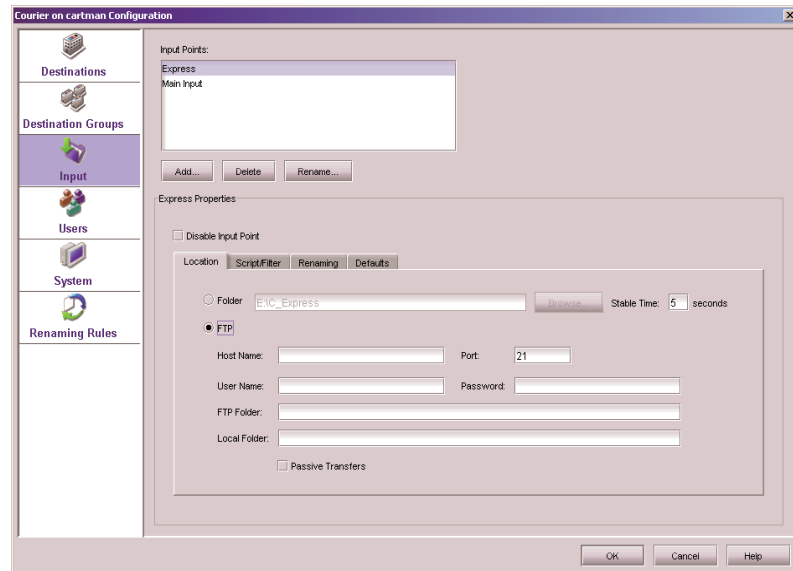 Courier on cartman Configuration
Destinations
Destination Groups
Input
Users
System
Renaming Rules
Input Points:
Express
Main Input
Add... Delete Rename...
Express Properties
Disable Input Point
Location Script/Filter Renaming Defaults
Folder E:\C_Express Browse... Stable Time: 5 seconds
FTP
Host Name: Port: 21
User Name: Password:
FTP Folder:
Local Folder:
Passive Transfers
OK Cancel Help